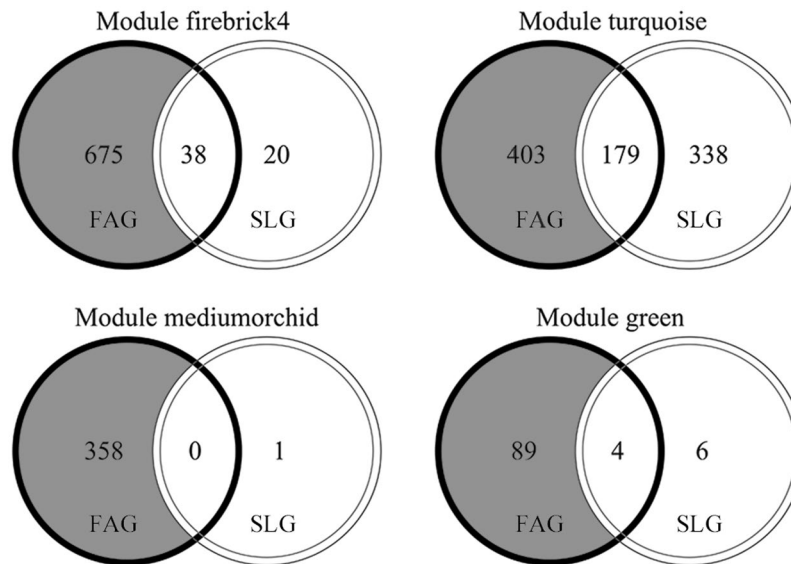 Module firebrick4
675 38 20
FAG SLG
Module turquoise
403 179 338
FAG SLG
Module mediumorchid
358 0 1
FAG SLG
Module green
89 4 6
FAG SLG